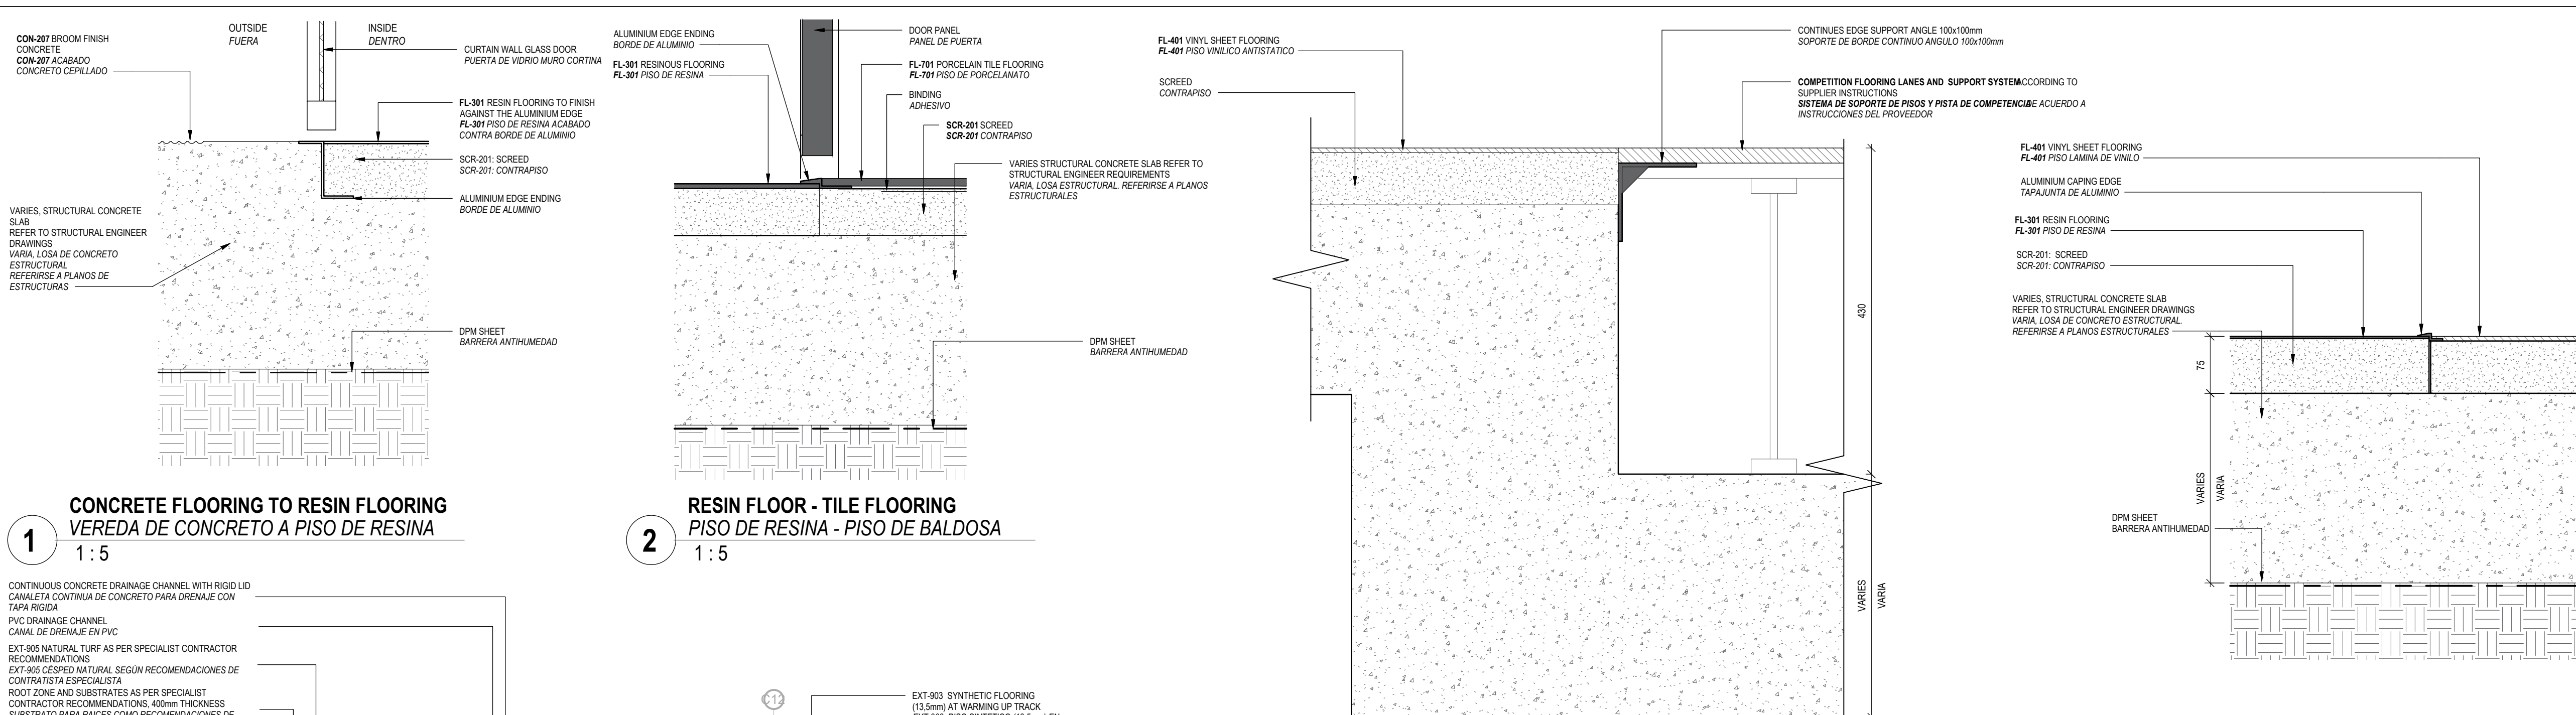 CON-207 BROOM FINISH
CONCRETE
CON-207 ACABADO
CONCRETO CEPILLADO
OUTSIDE
FUERA
INSIDE
DENTRO
CURTAIN WALL GLASS DOOR
PUERTA DE VIDRIO MURO CORTINA
FL-301 RESIN FLOORING TO FINISH
AGAINST THE ALUMINIUM EDGE
FL-301 PISO DE RESINA ACABADO
CONTRA BORDE DE ALUMINIO
SCR-201: SCREED
SCR-201: CONTRAPISO
ALUMINIUM EDGE ENDING
BORDE DE ALUMINIO
VARIES, STRUCTURAL CONCRETE
SLAB
REFER TO STRUCTURAL ENGINEER
DRAWINGS
VARIA, LOSA DE CONCRETO
ESTRUCTURAL
REFERIRSE A PLANOS DE
ESTRUCTURAS
DPM SHEET
BARRERA ANTIHUMEDAD
1
CONCRETE FLOORING TO RESIN FLOORING
VEREDA DE CONCRETO A PISO DE RESINA
1 : 5
ALUMINIUM EDGE ENDING
BORDE DE ALUMINIO
FL-301 RESINOUS FLOORING
FL-301 PISO DE RESINA
DOOR PANEL
PANEL DE PUERTA
FL-701 PORCELAIN TILE FLOORING
FL-701 PISO DE PORCELANATO
BINDING
ADHESIVO
SCR-201 SCREED
SCR-201 CONTRAPISO
VARIES STRUCTURAL CONCRETE SLAB REFER TO
STRUCTURAL ENGINEER REQUIREMENTS
VARIA, LOSA ESTRUCTURAL. REFERIRSE A PLANOS
ESTRUCTURALES
DPM SHEET
BARRERA ANTIHUMEDAD
2
RESIN FLOOR - TILE FLOORING
PISO DE RESINA - PISO DE BALDOSA
1 : 5
FL-401 VINYL SHEET FLOORING
FL-401 PISO VINILICO ANTISTATICO
SCREED
CONTRAPISO
CONTINUES EDGE SUPPORT ANGLE 100x100mm
SOPORTE DE BORDE CONTINUO ANGULO 100x100mm
COMPETITION FLOORING LANES AND SUPPORT SYSTEM ACCORDING TO
SUPPLIER INSTRUCTIONS
SISTEMA DE SOPORTE DE PISOS Y PISTA DE COMPETENCIA DE ACUERDO A
INSTRUCCIONES DEL PROVEEDOR
430
VARIES
VARIA
FL-401 VINYL SHEET FLOORING
FL-401 PISO LAMINA DE VINILO
ALUMINIUM CAPING EDGE
TAPAJUNTA DE ALUMINIO
FL-301 RESIN FLOORING
FL-301 PISO DE RESINA
SCR-201: SCREED
SCR-201: CONTRAPISO
VARIES, STRUCTURAL CONCRETE SLAB
REFER TO STRUCTURAL ENGINEER DRAWINGS
VARIA, LOSA DE CONCRETO ESTRUCTURAL.
REFERIRSE A PLANOS ESTRUCTURALES
75
VARIES
VARIA
DPM SHEET
BARRERA ANTIHUMEDAD
CONTINUOUS CONCRETE DRAINAGE CHANNEL WITH RIGID LID
CANALETA CONTINUA DE CONCRETO PARA DRENAJE CON
TAPA RIGIDA
PVC DRAINAGE CHANNEL
CANAL DE DRENAJE EN PVC
EXT-905 NATURAL TURF AS PER SPECIALIST CONTRACTOR
RECOMMENDATIONS
EXT-905 CÉSPED NATURAL SEGÚN RECOMENDACIONES DE
CONTRATISTA ESPECIALISTA
ROOT ZONE AND SUBSTRATES AS PER SPECIALIST
CONTRACTOR RECOMMENDATIONS, 400mm THICKNESS
SUBSTRATO PARA RAICES COMO RECOMENDACIONES DE
C12
EXT-903 SYNTHETIC FLOORING
(13,5mm) AT WARMING UP TRACK